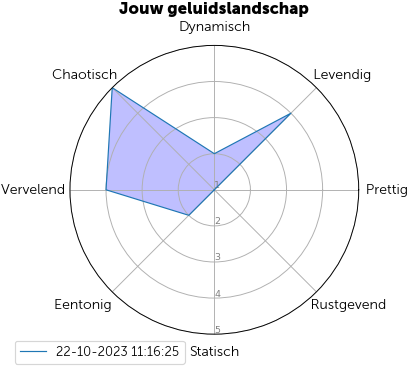 Jouw geluidslandschap
Dynamisch
Chaotisch
Levendig
Vervelend
1
Prettig
2
3
4
Eentonig
Rustgevend
5
22-10-2023 11:16:25
Statisch